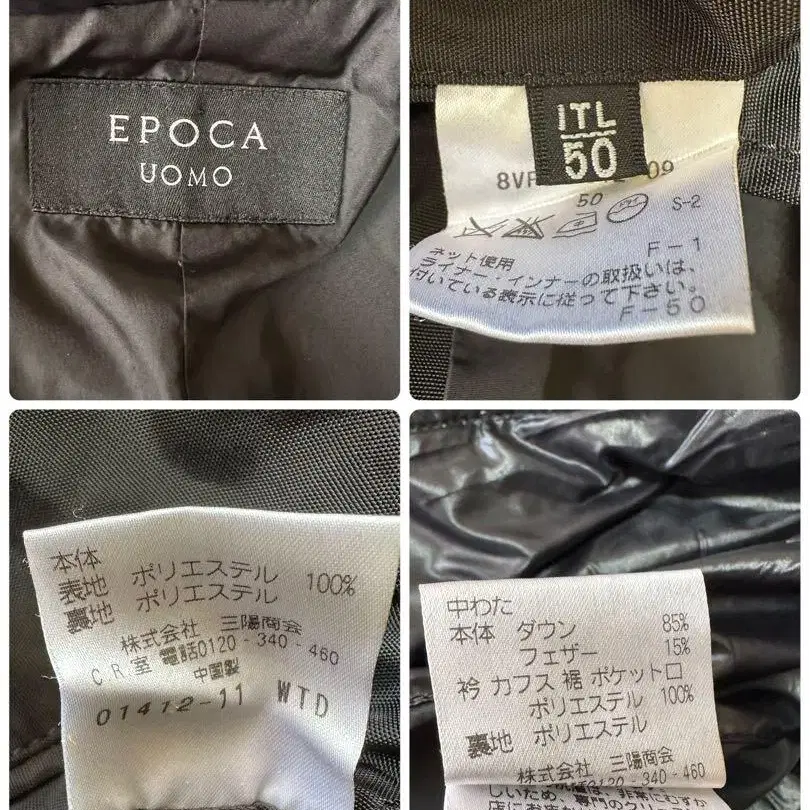 EPOCA
UOMO
ITL
50
8VF 09
50
S-2
F-1
ネット使用
ライナー・インナーの取扱いは、
付いている表示に従って下さい。
F-50
本体
表地 ポリエステル 100%
裏地 ポリエステル
株式会社 三陽商会
CR室 電話0120-340-460
中国製
01412-11 WTD
中わた
本体 ダウン 85%
フェザー 15%
衿 カフス 裾 ポケット口
ポリエステル 100%
裏地 ポリエステル
株式会社 三陽商会
0120-340-460